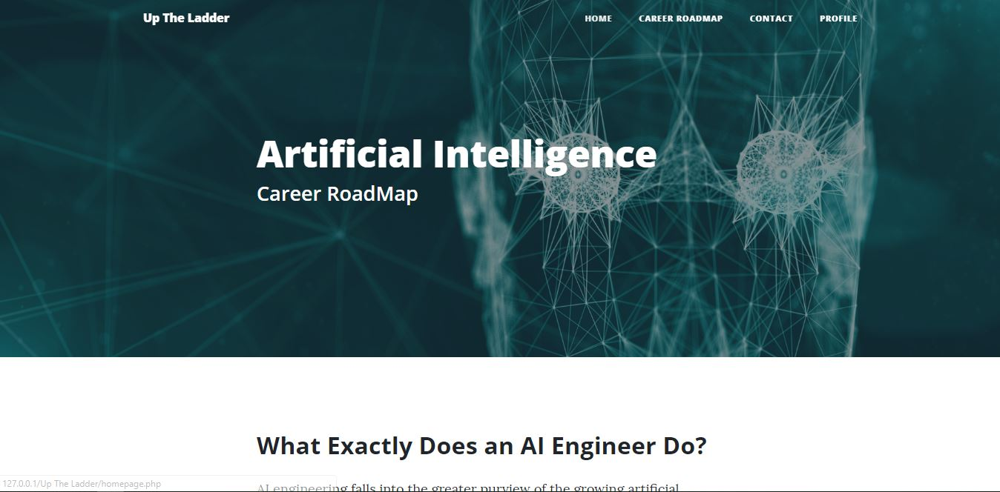 Up The Ladder HOME CAREER ROADMAP CONTACT PROFILE
Artificial Intelligence
Career RoadMap
What Exactly Does an AI Engineer Do?
AI engineering falls into the greater purview of the growing artificial
127.0.0.1/Up The Ladder/homepage.php